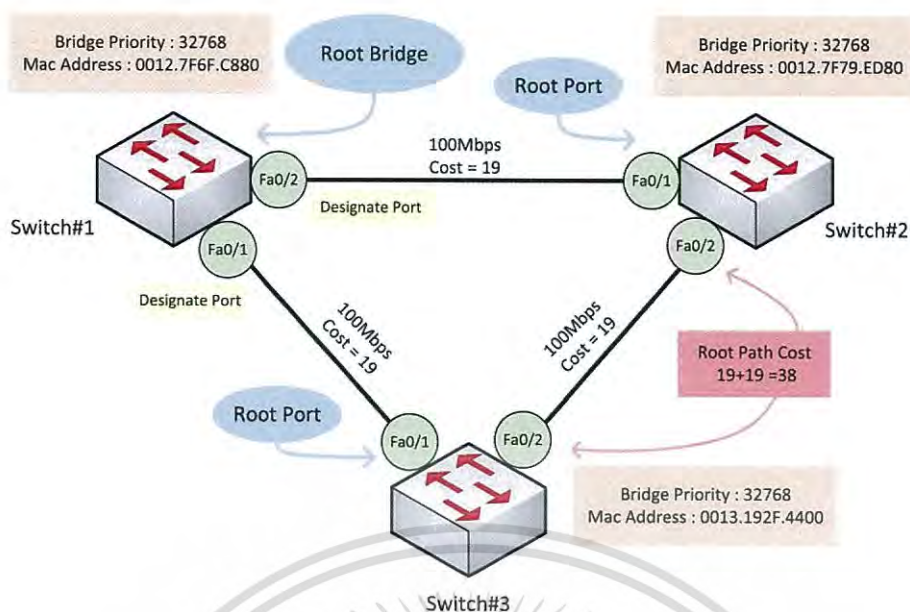 Bridge Priority : 32768
Mac Address : 0012.7F6F.C880
Root Bridge
Root Port
Bridge Priority : 32768
Mac Address : 0012.7F79.ED80
100Mbps
Cost = 19
Fa0/2
Fa0/1
Designate Port
Switch#1
Switch#2
Fa0/1
Fa0/2
Designate Port
100Mbps
Cost = 19
100Mbps
Cost = 19
Root Path Cost
19+19 =38
Root Port
Fa0/1
Fa0/2
Bridge Priority : 32768
Mac Address : 0013.192F.4400
Switch#3